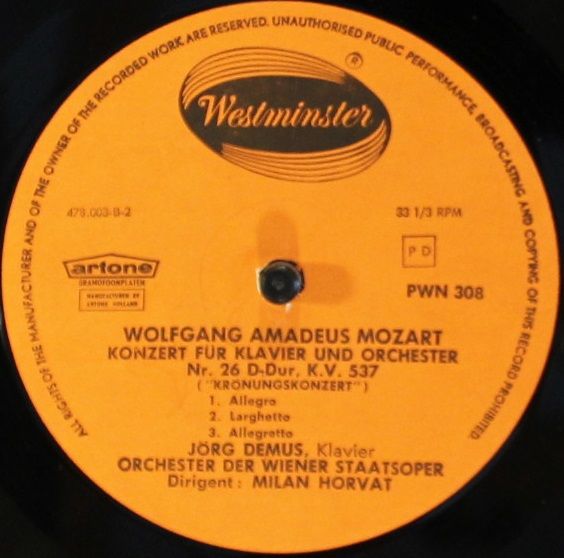 ALL RIGHTS OF THE MANUFACTURER AND OF THE OWNER OF THE RECORDED WORK ARE RESERVED. UNAUTHORISED PUBLIC PERFORMANCE, BROADCASTING AND COPYING OF THIS RECORD PROHIBITED.
®
Westminster
478.003-B-2
33 1/3 RPM
artone
GRAMOFOONPLATEN
MANUFACTURED BY
ARTONE HOLLAND
P D
PWN 308
WOLFGANG AMADEUS MOZART
KONZERT FÜR KLAVIER UND ORCHESTER
Nr. 26 D-Dur, K.V. 537
("KRÖNUNGSKONZERT")
1. Allegro
2. Larghetto
3. Allegretto
JÖRG DEMUS, Klavier
ORCHESTER DER WIENER STAATSOPER
Dirigent: MILAN HORVAT